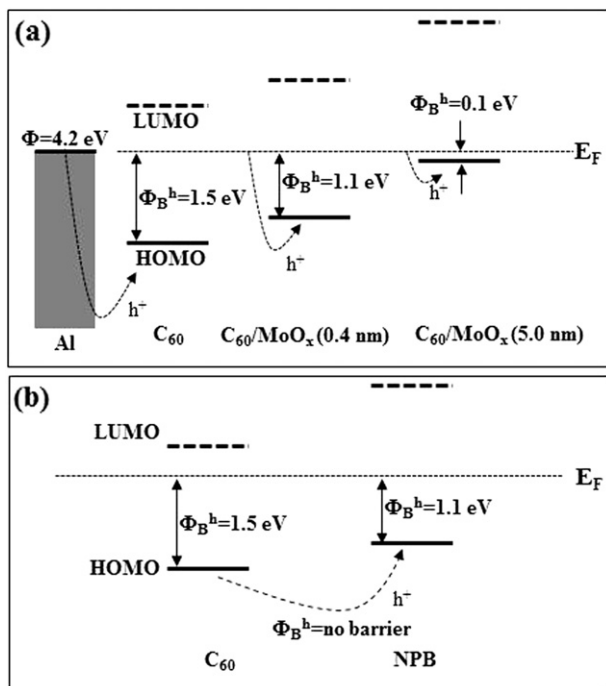 (a)
LUMO
Φ=4.2 eV
Φ_B^h=0.1 eV
E_F
Φ_B^h=1.5 eV
Φ_B^h=1.1 eV
h⁺
HOMO
h⁺
h⁺
Al
C₆₀
C₆₀/MoOₓ (0.4 nm)
C₆₀/MoOₓ (5.0 nm)
(b)
LUMO
E_F
Φ_B^h=1.5 eV
Φ_B^h=1.1 eV
HOMO
h⁺
Φ_B^h=no barrier
C₆₀
NPB